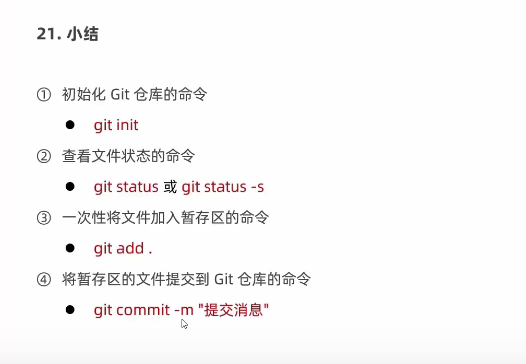 21. 小结
① 初始化 Git 仓库的命令
● git init
② 查看文件状态的命令
● git status 或 git status -s
③ 一次性将文件加入暂存区的命令
● git add .
④ 将暂存区的文件提交到 Git 仓库的命令
● git commit -m "提交消息"